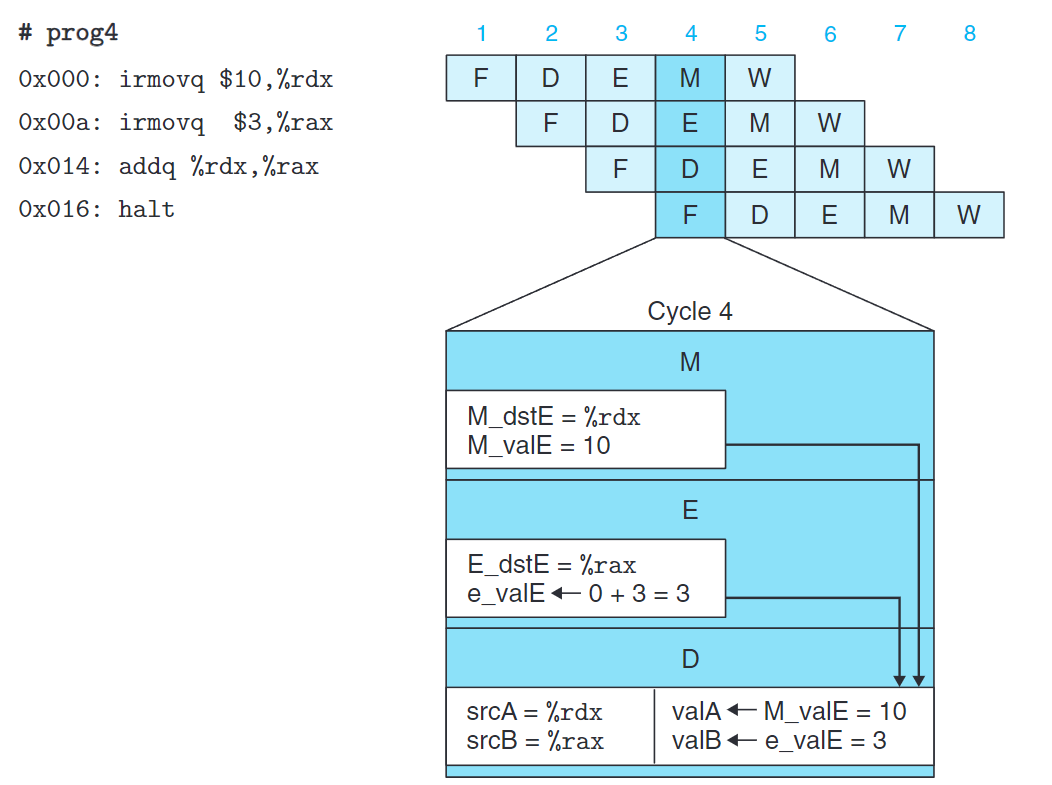 # prog4
0x000: irmovq $10,%rdx
0x00a: irmovq  $3,%rax
0x014: addq %rdx,%rax
0x016: halt
1 2 3 4 5 6 7 8
F D E M W
F D E M W
F D E M W
F D E M W
Cycle 4
M
M_dstE = %rdx
M_valE = 10
E
E_dstE = %rax
e_valE ← 0 + 3 = 3
D
srcA = %rdx
srcB = %rax
valA ← M_valE = 10
valB ← e_valE = 3